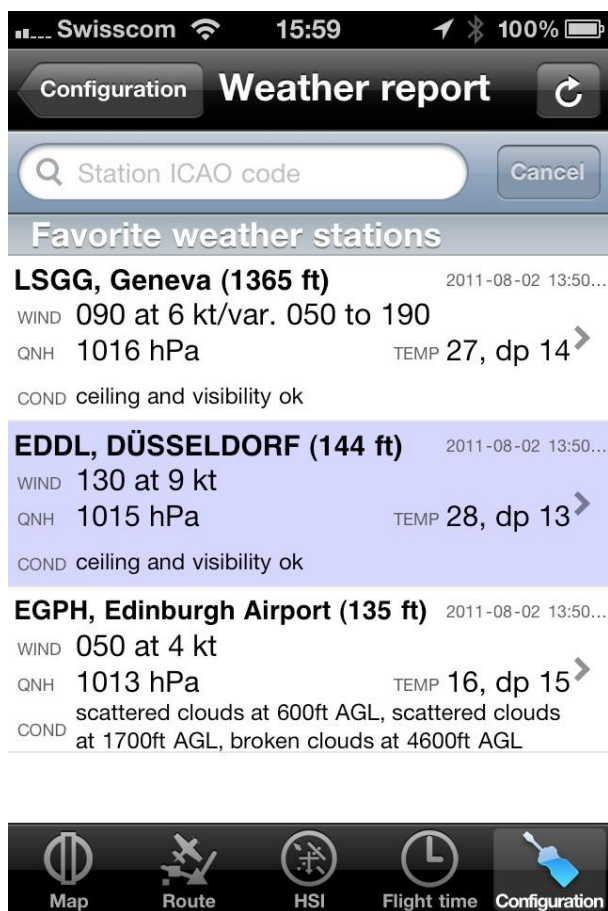 Swisscom 15:59 100%
Configuration Weather report
Station ICAO code Cancel
Favorite weather stations
LSGG, Geneva (1365 ft) 2011-08-02 13:50...
WIND 090 at 6 kt/var. 050 to 190
QNH 1016 hPa TEMP 27, dp 14
COND ceiling and visibility ok
EDDL, DÜSSELDORF (144 ft) 2011-08-02 13:50...
WIND 130 at 9 kt
QNH 1015 hPa TEMP 28, dp 13
COND ceiling and visibility ok
EGPH, Edinburgh Airport (135 ft) 2011-08-02 13:50...
WIND 050 at 4 kt
QNH 1013 hPa TEMP 16, dp 15
COND scattered clouds at 600ft AGL, scattered clouds
at 1700ft AGL, broken clouds at 4600ft AGL
Map Route HSI Flight time Configuration